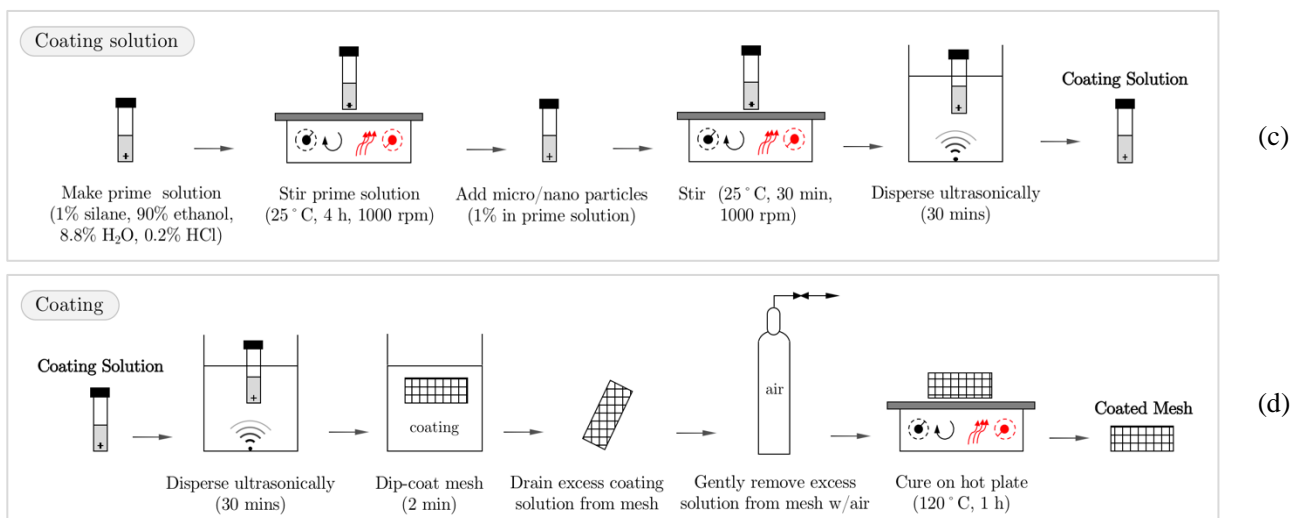 Coating solution
Coating Solution
(c)
Make prime solution
(1% silane, 90% ethanol,
8.8% H₂O, 0.2% HCl)
Stir prime solution
(25°C, 4 h, 1000 rpm)
Add micro/nano particles
(1% in prime solution)
Stir (25°C, 30 min,
1000 rpm)
Disperse ultrasonically
(30 mins)
Coating
Coating Solution
Disperse ultrasonically
(30 mins)
coating
Dip-coat mesh
(2 min)
Drain excess coating
solution from mesh
air
Gently remove excess
solution from mesh w/air
Cure on hot plate
(120°C, 1 h)
Coated Mesh
(d)